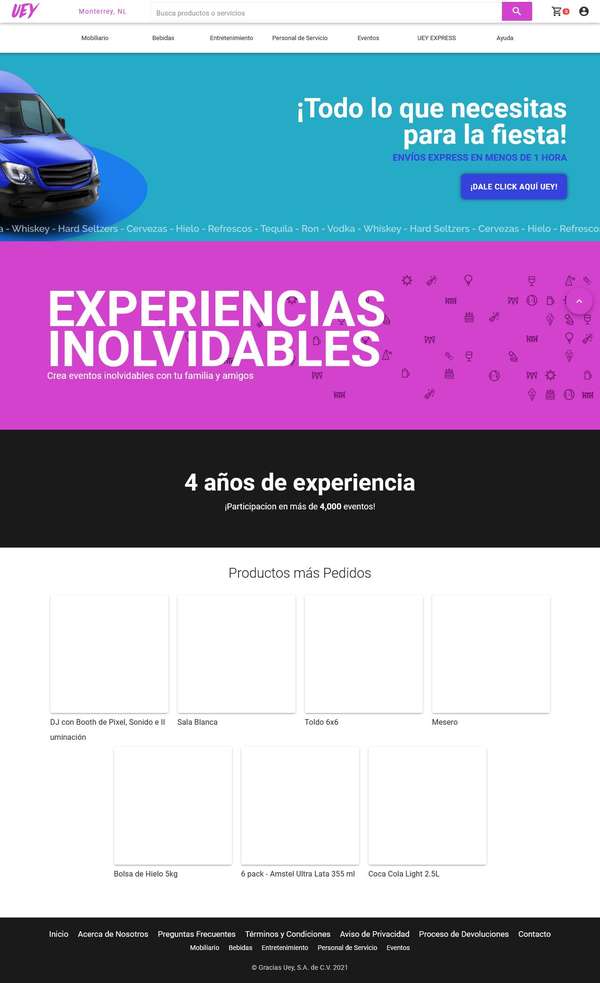 UEY
Monterrey, NL
Busca productos o servicios
0
Mobiliario
Bebidas
Entretenimiento
Personal de Servicio
Eventos
UEY EXPRESS
Ayuda
¡Todo lo que necesitas
para la fiesta!
ENVÍOS EXPRESS EN MENOS DE 1 HORA
¡DALE CLICK AQUÍ UEY!
- Whiskey - Hard Seltzers - Cervezas - Hielo - Refrescos - Tequila - Ron - Vodka - Whiskey - Hard Seltzers - Cervezas - Hielo - Refresco
EXPERIENCIAS
INOLVIDABLES
Crea eventos inolvidables con tu familia y amigos
4 años de experiencia
¡Participacion en más de 4,000 eventos!
Productos más Pedidos
DJ con Booth de Pixel, Sonido e Il
uminación
Sala Blanca
Toldo 6x6
Mesero
Bolsa de Hielo 5kg
6 pack - Amstel Ultra Lata 355 ml
Coca Cola Light 2.5L
Inicio
Acerca de Nosotros
Preguntas Frecuentes
Términos y Condiciones
Aviso de Privacidad
Proceso de Devoluciones
Contacto
Mobiliario
Bebidas
Entretenimiento
Personal de Servicio
Eventos
© Gracias Uey, S.A. de C.V. 2021